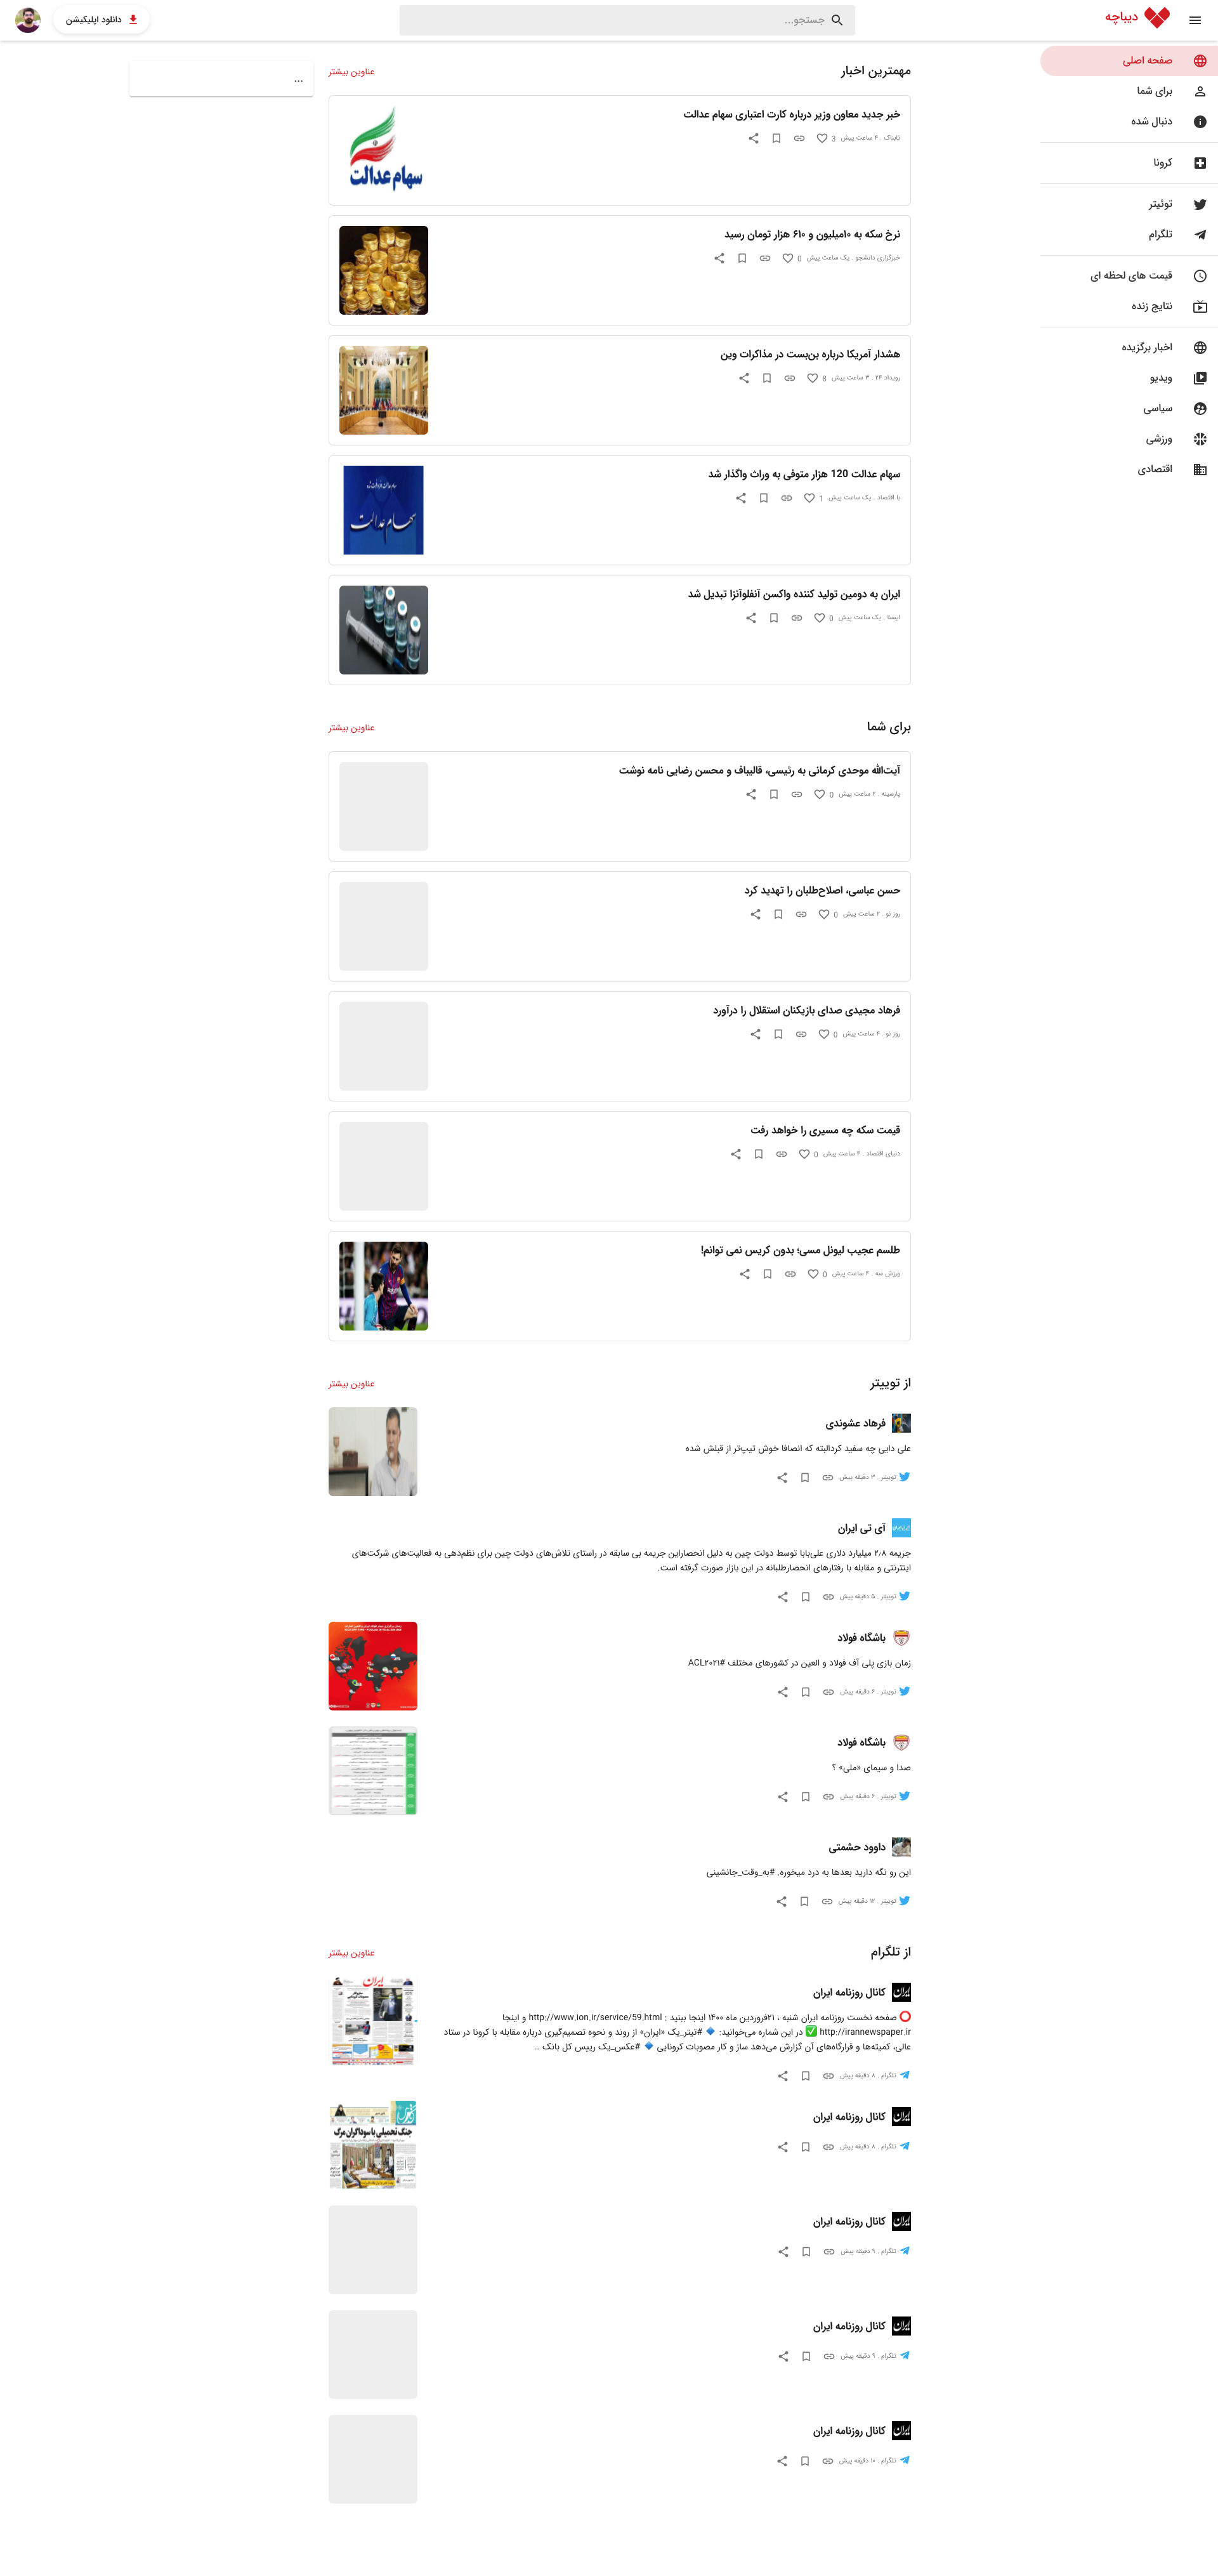 دیباچه
جستجو...
دانلود اپلیکیشن
صفحه اصلی
برای شما
دنبال شده
کرونا
توئیتر
تلگرام
قیمت های لحظه ای
نتایج زنده
اخبار برگزیده
ویدیو
سیاسی
ورزشی
اقتصادی
...
مهمترین اخبار
عناوین بیشتر
خبر جدید معاون وزیر درباره کارت اعتباری سهام عدالت
تابناک . ۴ ساعت پیش 3
سهام عدالت
نرخ سکه به ۱۰میلیون و ۶۱۰ هزار تومان رسید
خبرگزاری دانشجو . یک ساعت پیش 0
هشدار آمریکا درباره بن‌بست در مذاکرات وین
رویداد ۲۴ . ۳ ساعت پیش 8
سهام عدالت 120 هزار متوفی به وراث واگذار شد
با اقتصاد . یک ساعت پیش 1
سهام عدالت
ایران به دومین تولید کننده واکسن آنفلوآنزا تبدیل شد
ایسنا . یک ساعت پیش 0
برای شما
عناوین بیشتر
آیت‌الله موحدی کرمانی به رئیسی، قالیباف و محسن رضایی نامه نوشت
پارسینه . ۲ ساعت پیش 0
حسن عباسی، اصلاح‌طلبان را تهدید کرد
روز نو . ۲ ساعت پیش 0
فرهاد مجیدی صدای بازیکنان استقلال را درآورد
روز نو . ۴ ساعت پیش 0
قیمت سکه چه مسیری را خواهد رفت
دنیای اقتصاد . ۴ ساعت پیش 0
طلسم عجیب لیونل مسی؛ بدون کریس نمی توانم!
ورزش سه . ۴ ساعت پیش 0
از توییتر
عناوین بیشتر
فرهاد عشوندی
علی دایی چه سفید کردالبته که انصافا خوش تیپ‌تر از قبلش شده
توییتر . ۳ دقیقه پیش
آی تی ایران
جریمه ۲٫۸ میلیارد دلاری علی‌بابا توسط دولت چین به دلیل انحصاراین جریمه بی سابقه در راستای تلاش‌های دولت چین برای نظم‌دهی به فعالیت‌های شرکت‌های
اینترنتی و مقابله با رفتارهای انحصارطلبانه در این بازار صورت گرفته است.
توییتر . ۵ دقیقه پیش
باشگاه فولاد
زمان بازی پلی آف فولاد و العین در کشورهای مختلف #ACL۲۰۲۱
توییتر . ۶ دقیقه پیش
باشگاه فولاد
صدا و سیمای «ملی» ؟
توییتر . ۶ دقیقه پیش
داوود حشمتی
این رو نگه دارید بعدها به درد میخوره. #به_وقت_جانشینی
توییتر . ۱۲ دقیقه پیش
از تلگرام
عناوین بیشتر
ایران
کانال روزنامه ایران
⭕ صفحه نخست روزنامه ایران شنبه ، ۲۱فروردین ماه ۱۴۰۰ اینجا ببنید : http://www.ion.ir/service/59.html و اینجا
http://irannewspaper.ir ✅ در این شماره می‌خوانید: 🔹 #تیتر_یک «ایران» از روند و نحوه تصمیم‌گیری درباره مقابله با کرونا در ستاد
عالی، کمیته‌ها و قرارگاه‌های آن گزارش می‌دهد ساز و کار مصوبات کرونایی 🔹 #عکس_یک رییس کل بانک ...
تلگرام . ۸ دقیقه پیش
ایران
ایران
کانال روزنامه ایران
تلگرام . ۸ دقیقه پیش
جنگ تحمیلی با سوداگران مرگ
ایران
کانال روزنامه ایران
تلگرام . ۹ دقیقه پیش
ایران
کانال روزنامه ایران
تلگرام . ۹ دقیقه پیش
ایران
کانال روزنامه ایران
تلگرام . ۱۰ دقیقه پیش